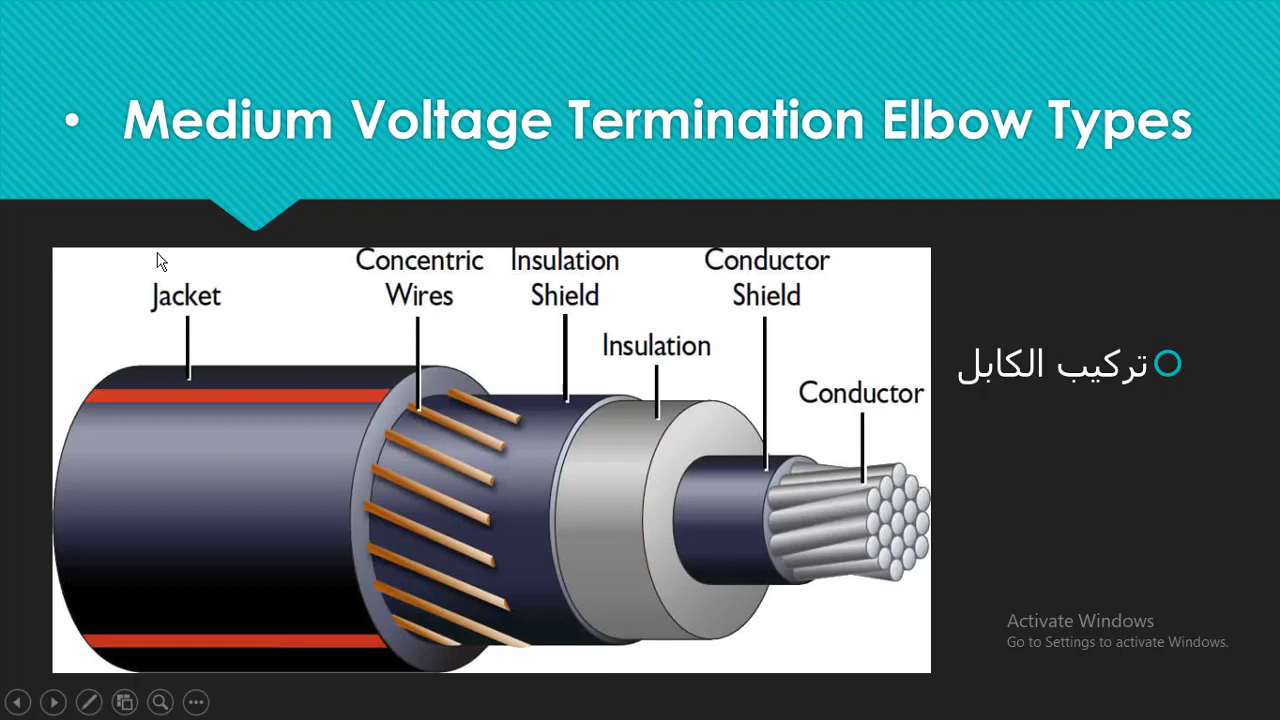 • Medium Voltage Termination Elbow Types
Jacket
Concentric
Wires
Insulation
Shield
Insulation
Conductor
Shield
Conductor
تركيب الكابل
Activate Windows
Go to Settings to activate Windows.